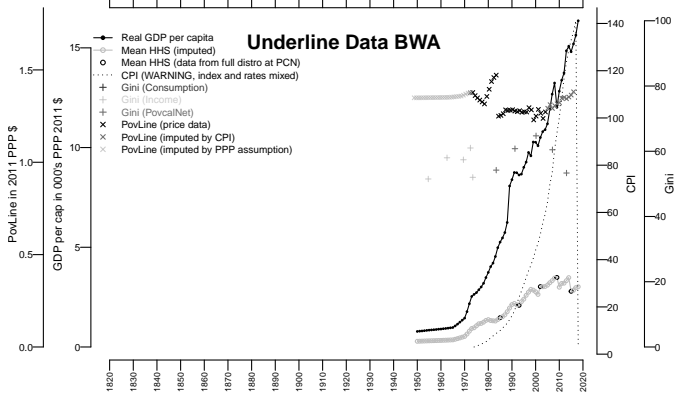 Underline Data BWA
Real GDP per capita
Mean HHS (imputed)
Mean HHS (data from full distro at PCN)
CPI (WARNING, index and rates mixed)
Gini (Consumption)
Gini (Income)
Gini (PovcalNet)
PovLine (price data)
PovLine (imputed by CPI)
PovLine (imputed by PPP assumption)
PovLine in 2011 PPP $
0.0
0.5
1.0
1.5
GDP per cap in 000's PPP 2011 $
0
5
10
15
CPI
0
20
40
60
80
100
120
140
Gini
0
20
40
60
80
100
1820
1830
1840
1850
1860
1870
1880
1890
1900
1910
1920
1930
1940
1950
1960
1970
1980
1990
2000
2010
2020